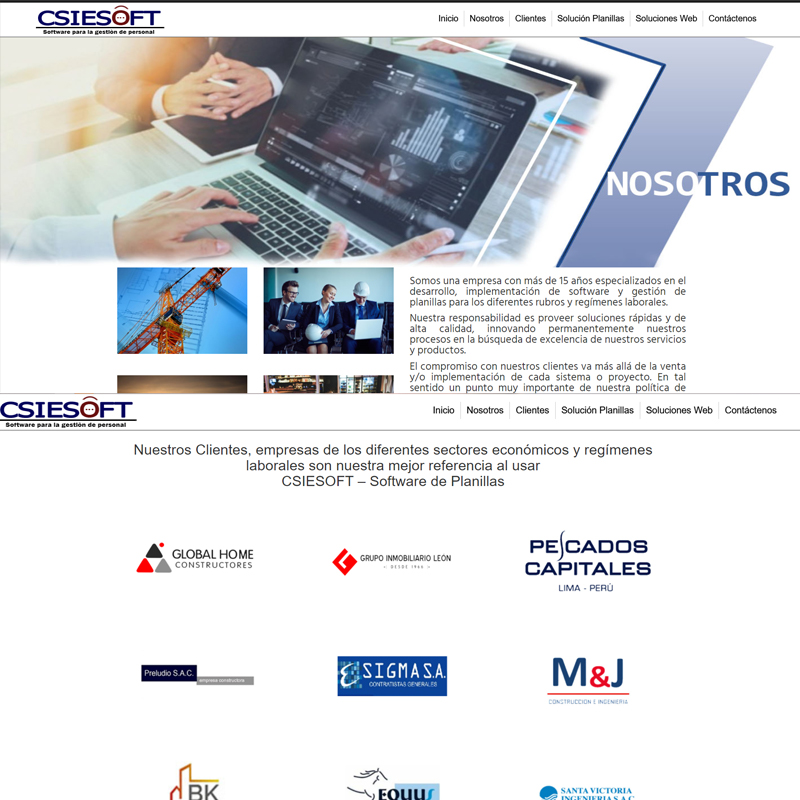 CSIESOFT
Software para la gestión de personal
Inicio Nosotros Clientes Solución Planillas Soluciones Web Contáctenos
NOSOTROS
Somos una empresa con más de 15 años especializados en el
desarrollo, implementación de software y gestión de
planillas para los diferentes rubros y regímenes laborales.
Nuestra responsabilidad es proveer soluciones rápidas y de
alta calidad, innovando permanentemente nuestros
procesos en la búsqueda de excelencia de nuestros servicios
y productos.
El compromiso con nuestros clientes va más allá de la venta
y/o implementación de cada sistema o proyecto. En tal
sentido un punto muy importante de nuestra política de
CSIESOFT
Software para la gestión de personal
Inicio Nosotros Clientes Solución Planillas Soluciones Web Contáctenos
Nuestros Clientes, empresas de los diferentes sectores económicos y regímenes
laborales son nuestra mejor referencia al usar
CSIESOFT – Software de Planillas
GLOBAL HOME
CONSTRUCTORES
GRUPO INMOBILIARIO LEÓN
DESDE 1966
PESCADOS
CAPITALES
LIMA - PERÚ
Preludio S.A.C.
empresa constructora
SIGMA S.A.
CONTRATISTAS GENERALES
M&J
CONSTRUCCION E INGENIERIA
BK
EQUUS
SANTA VICTORIA
INGENIERIA S.A.C.